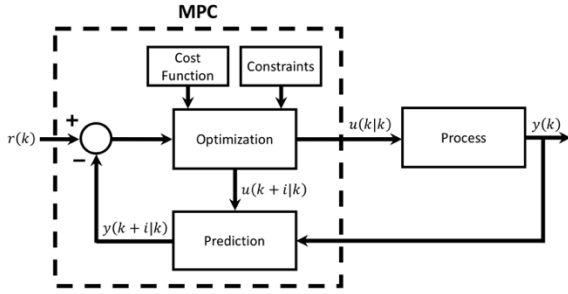 MPC
Cost
Function
Constraints
r(k)
+
−
Optimization
u(k|k)
Process
y(k)
u(k + i|k)
y(k + i|k)
Prediction